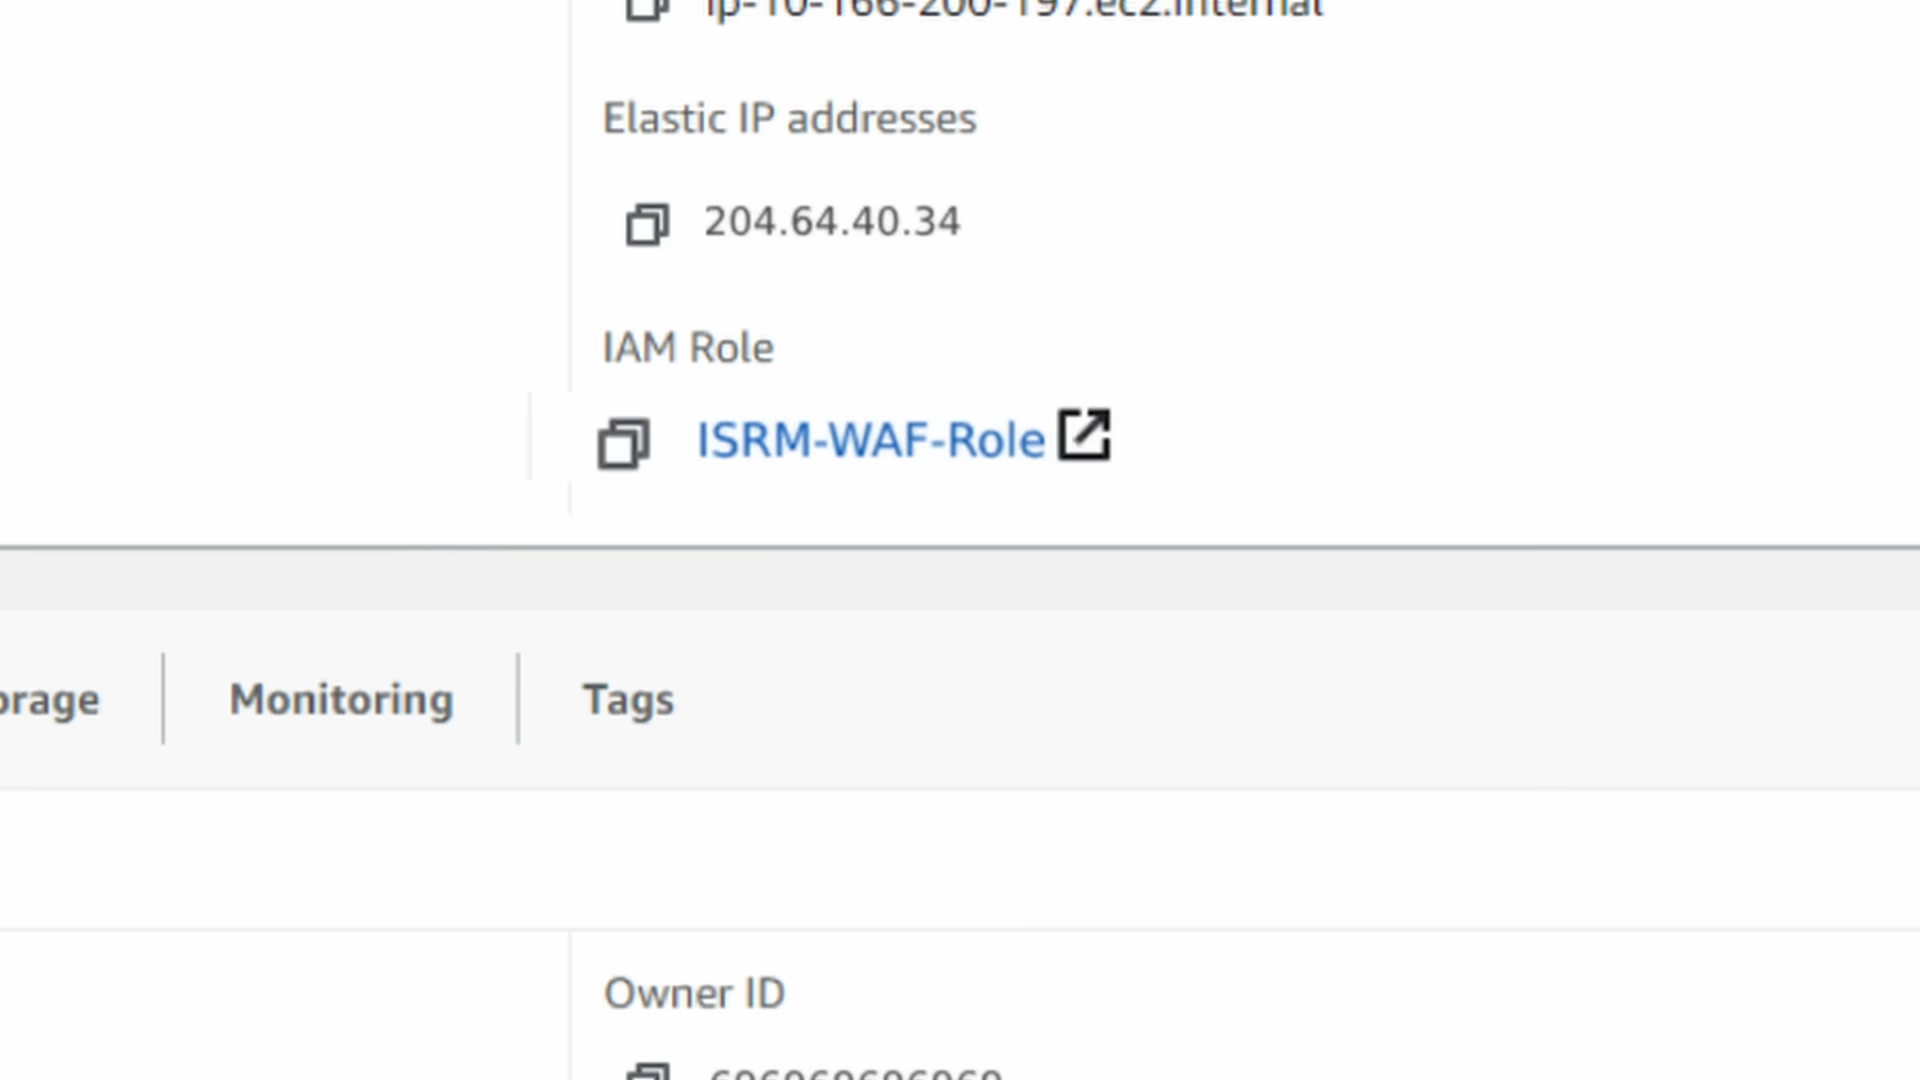 ip-10-166-200-197.ec2.internal
Elastic IP addresses
204.64.40.34
IAM Role
ISRM-WAF-Role
Monitoring
Tags
Owner ID